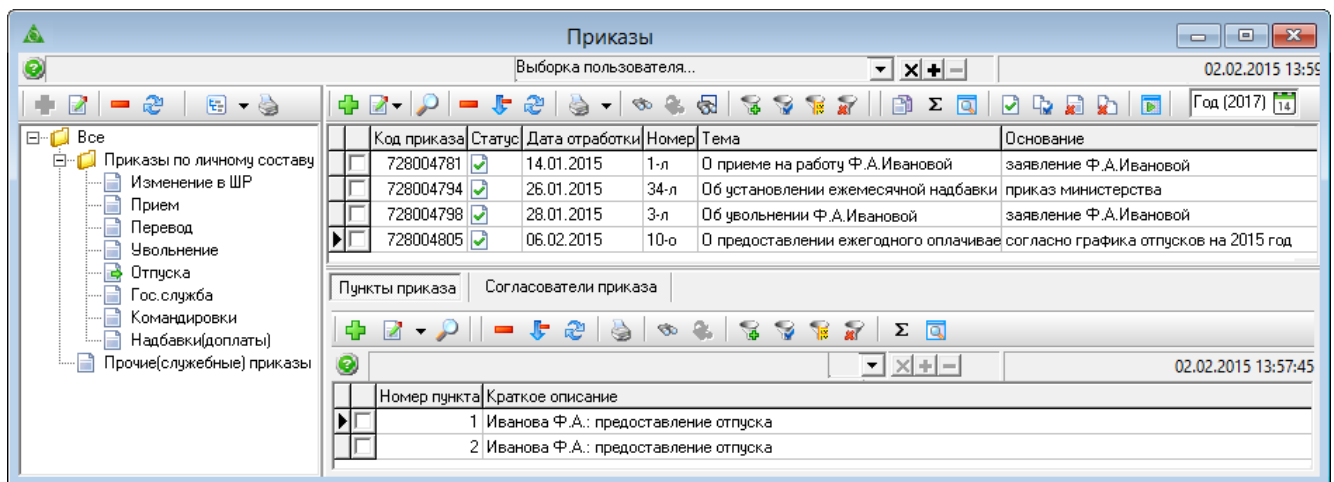 Приказы
Выборка пользователя...
02.02.2015 13:59
Год (2017) 14
Все
Приказы по личному составу
Изменение в ШР
Прием
Перевод
Увольнение
Отпуска
Гос.служба
Командировки
Надбавки(доплаты)
Прочие(служебные) приказы
Код приказа Статус Дата отработки Номер Тема Основание
728004781 14.01.2015 1-л О приеме на работу Ф.А.Ивановой заявление Ф.А.Ивановой
728004794 26.01.2015 34-л Об установлении ежемесячной надбавки приказ министерства
728004798 28.01.2015 3-л Об увольнении Ф.А.Ивановой заявление Ф.А.Ивановой
728004805 06.02.2015 10-о О предоставлении ежегодного оплачивае согласно графика отпусков на 2015 год
Пункты приказа Согласователи приказа
02.02.2015 13:57:45
Номер пункта Краткое описание
1 Иванова Ф.А.: предоставление отпуска
2 Иванова Ф.А.: предоставление отпуска